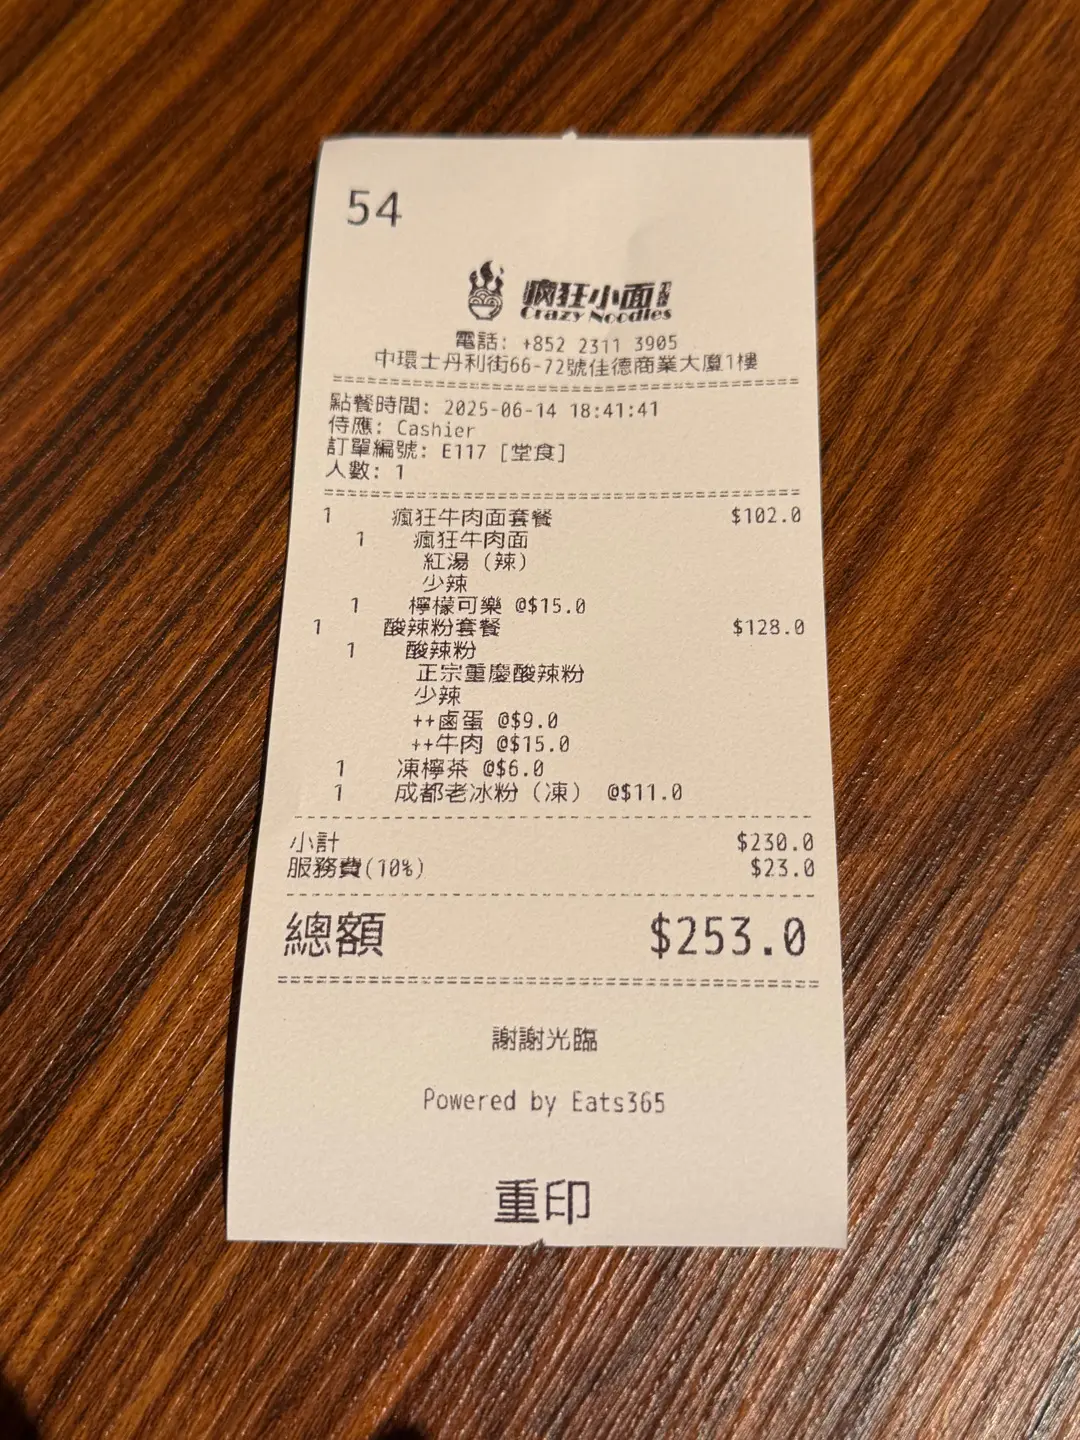 54
瘋狂小面
Crazy Noodles
電話: +852 2311 3905
中環士丹利街66-72號佳德商業大廈1樓
點餐時間: 2025-06-14 18:41:41
侍應: Cashier
訂單編號: E117 [堂食]
人數: 1
1 瘋狂牛肉面套餐 $102.0
1 瘋狂牛肉面
紅湯 (辣)
少辣
1 檸檬可樂 @$15.0
1 酸辣粉套餐 $128.0
1 酸辣粉
正宗重慶酸辣粉
少辣
++鹵蛋 @$9.0
++牛肉 @$15.0
1 凍檸茶 @$6.0
1 成都老冰粉 (凍) @$11.0
小計 $230.0
服務費(10%) $23.0
總額 $253.0
謝謝光臨
Powered by Eats365
重印